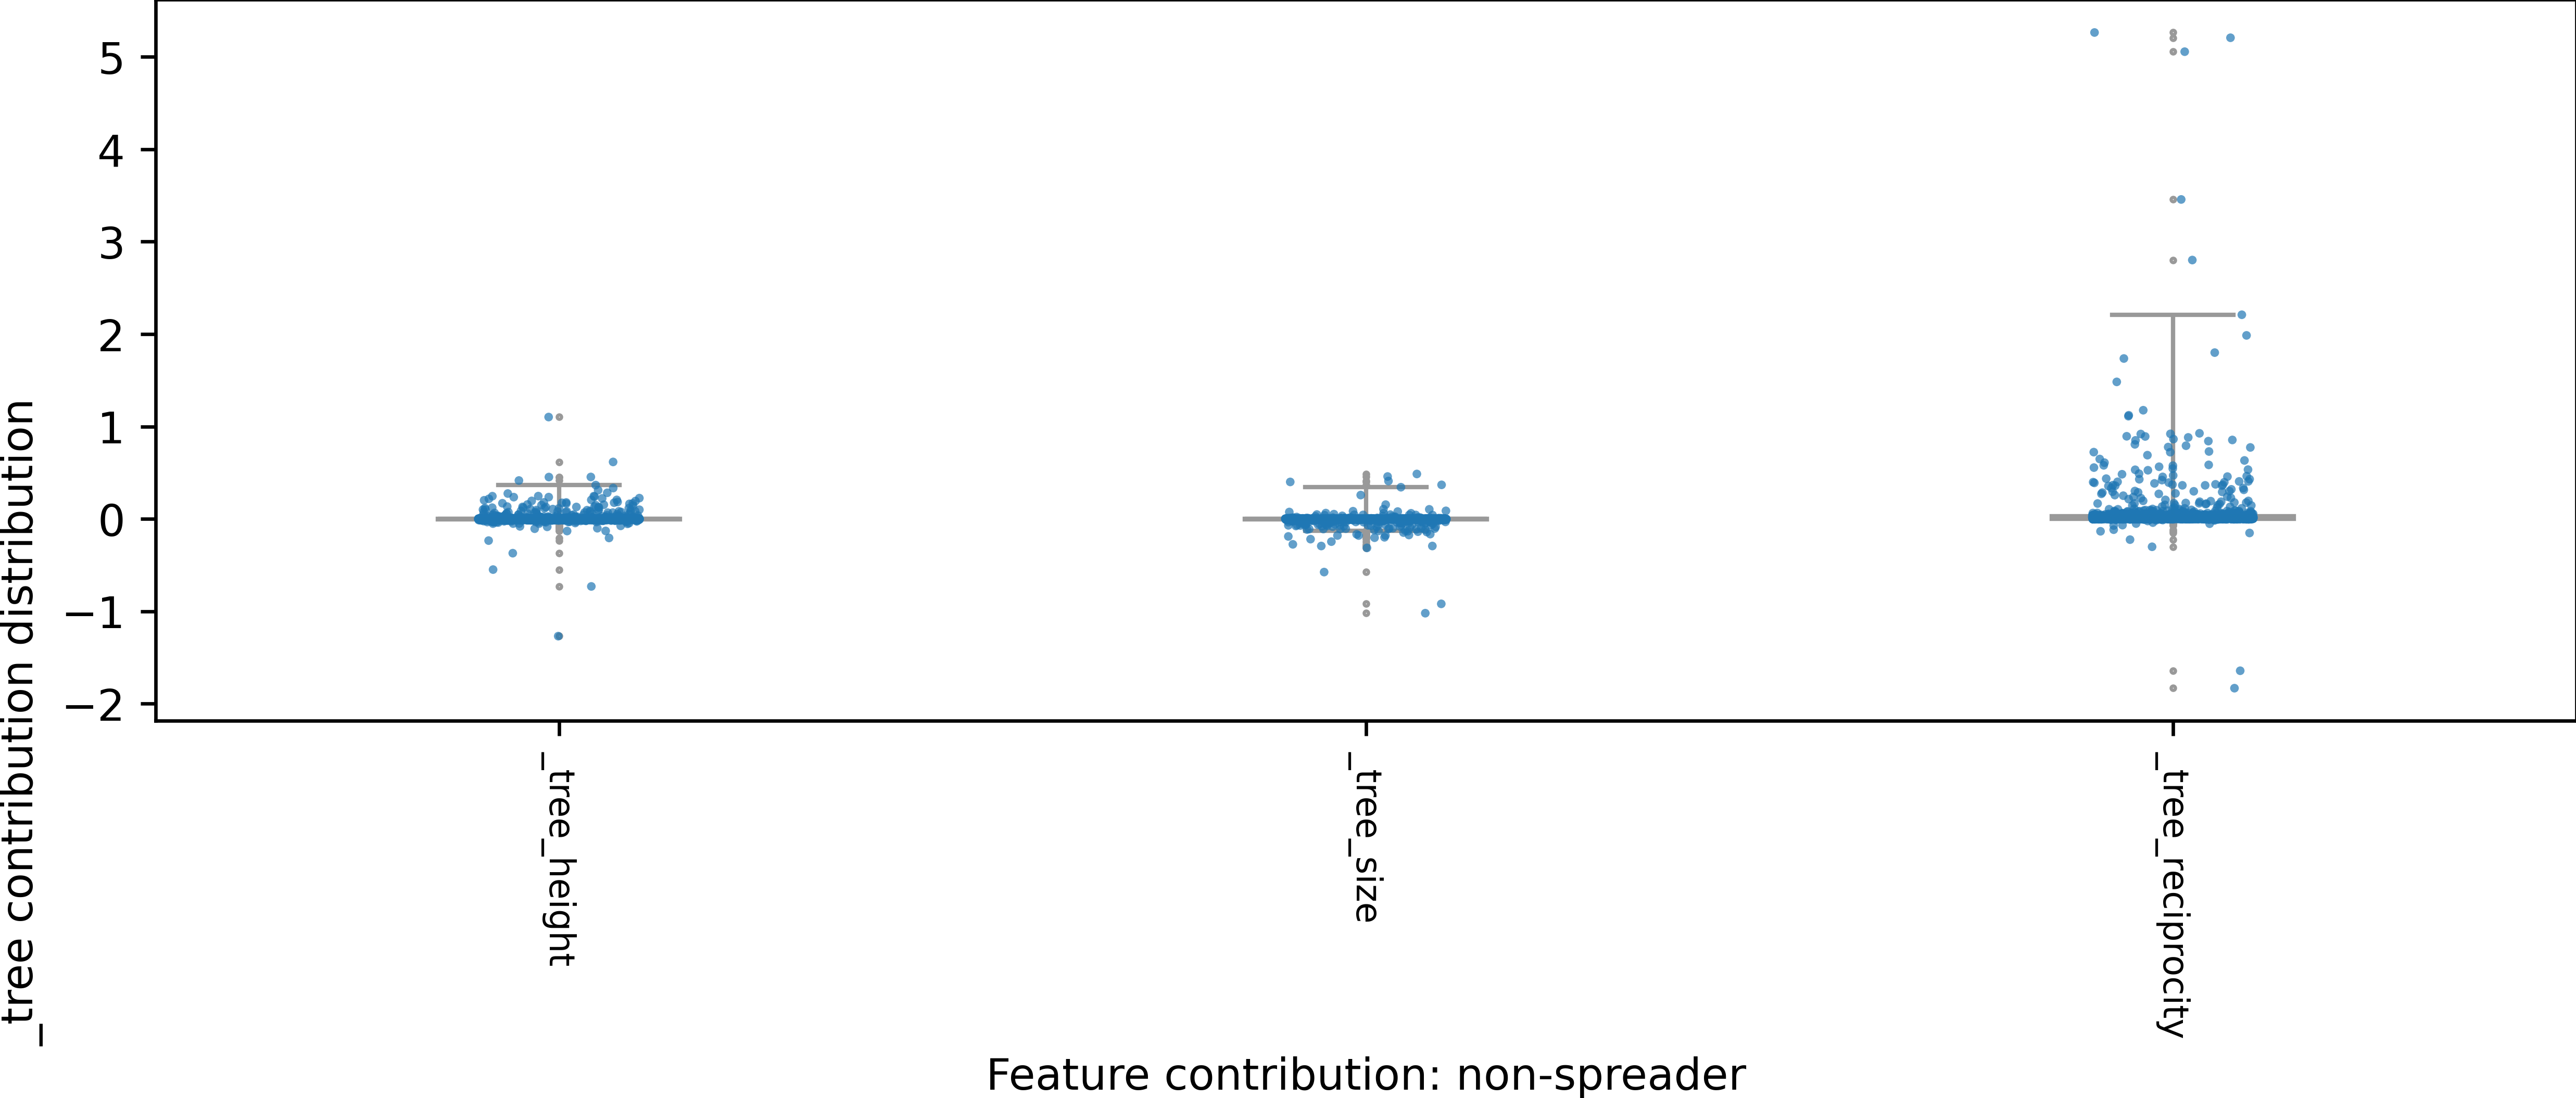 _tree contribution distribution
5
4
3
2
1
0
−1
−2
_tree_height
_tree_size
_tree_reciprocity
Feature contribution: non-spreader